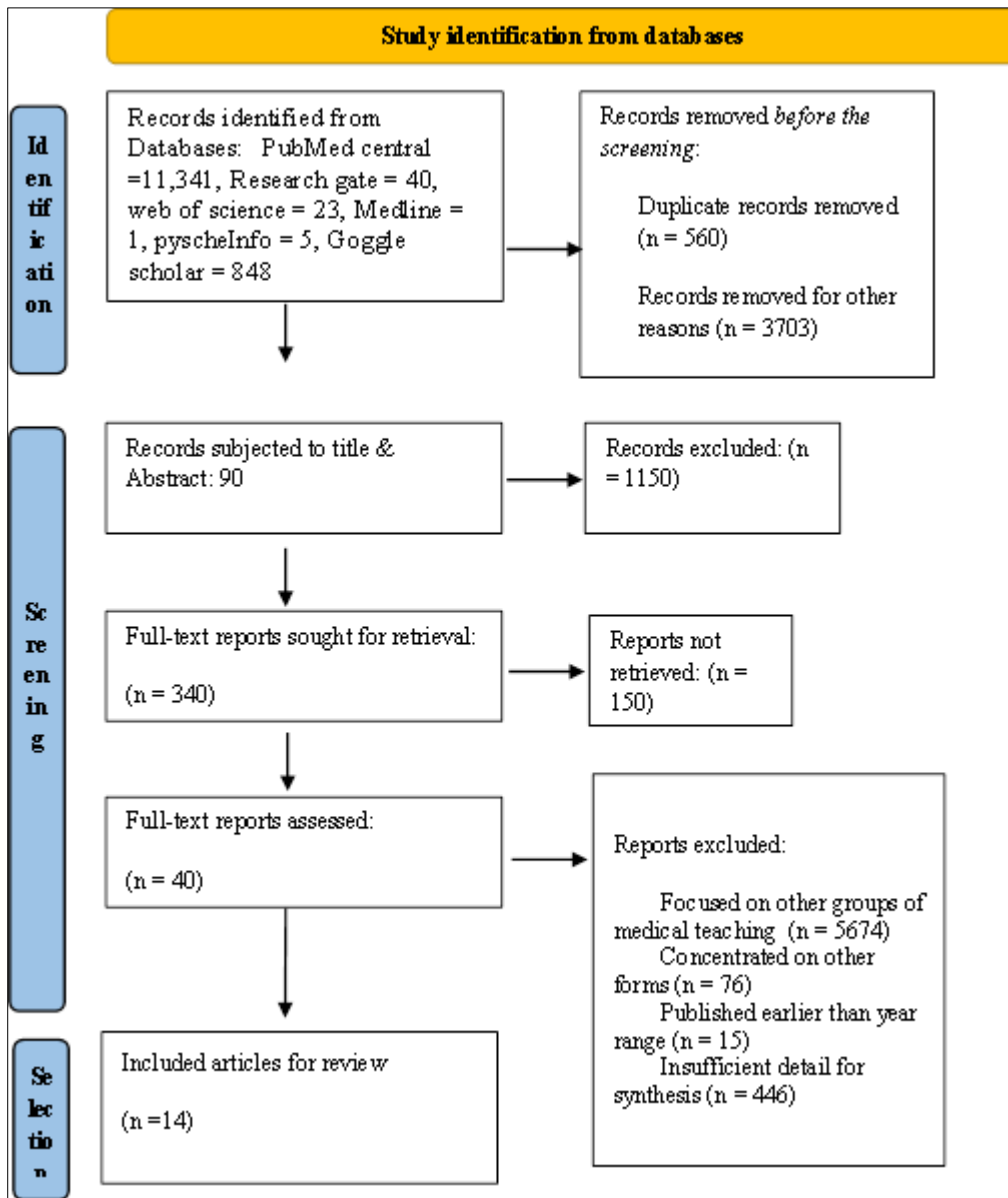 Study identification from databases
Id
en
tif
ic
ati
on
Records identified from
Databases: PubMed central
=11,341, Research gate = 40,
web of science = 23, Medline =
1, pyscheInfo = 5, Goggle
scholar = 848
Records removed before the
screening:
Duplicate records removed
(n = 560)
Records removed for other
reasons (n = 3703)
Sc
re
en
in
g
Records subjected to title &
Abstract: 90
Records excluded: (n
= 1150)
Full-text reports sought for retrieval:
(n = 340)
Reports not
retrieved: (n =
150)
Full-text reports assessed:
(n = 40)
Reports excluded:
Focused on other groups of
medical teaching (n = 5674)
Concentrated on other
forms (n = 76)
Published earlier than year
range (n = 15)
Insufficient detail for
synthesis (n = 446)
Se
lec
tio
n
Included articles for review
(n =14)